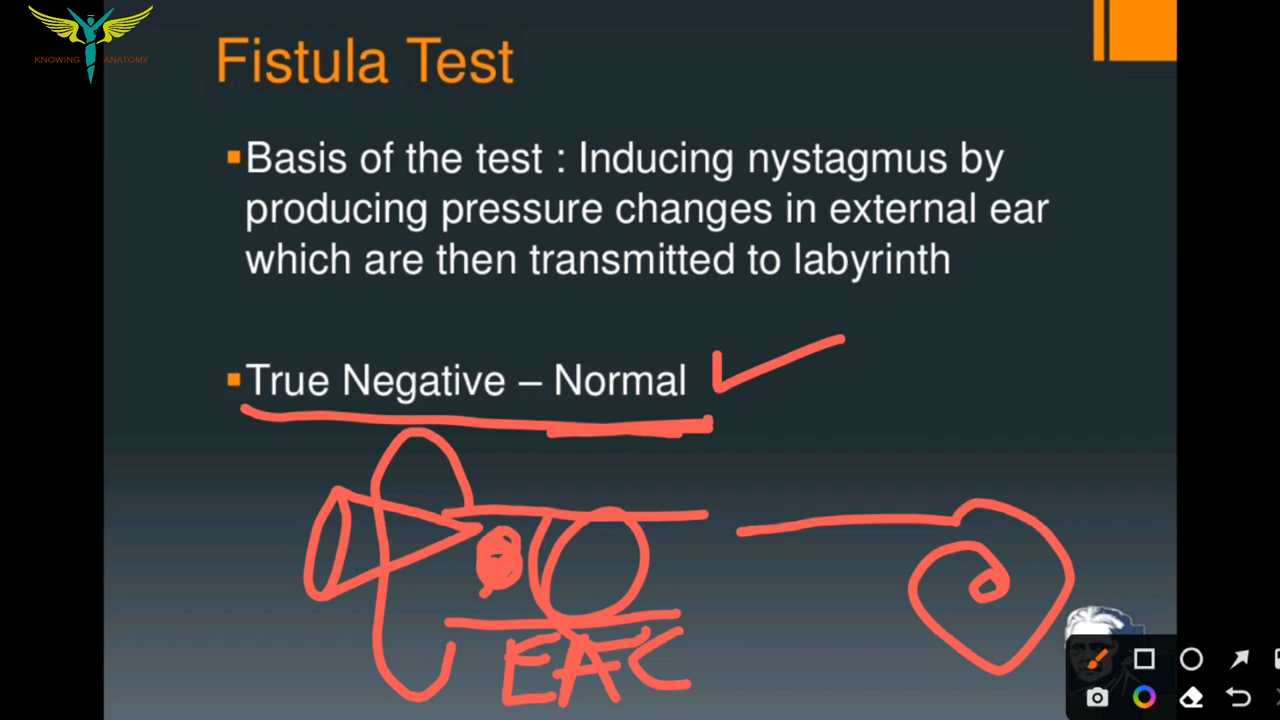 KNOWING ANATOMY
Fistula Test
Basis of the test : Inducing nystagmus by
producing pressure changes in external ear
which are then transmitted to labyrinth
True Negative – Normal
EAC